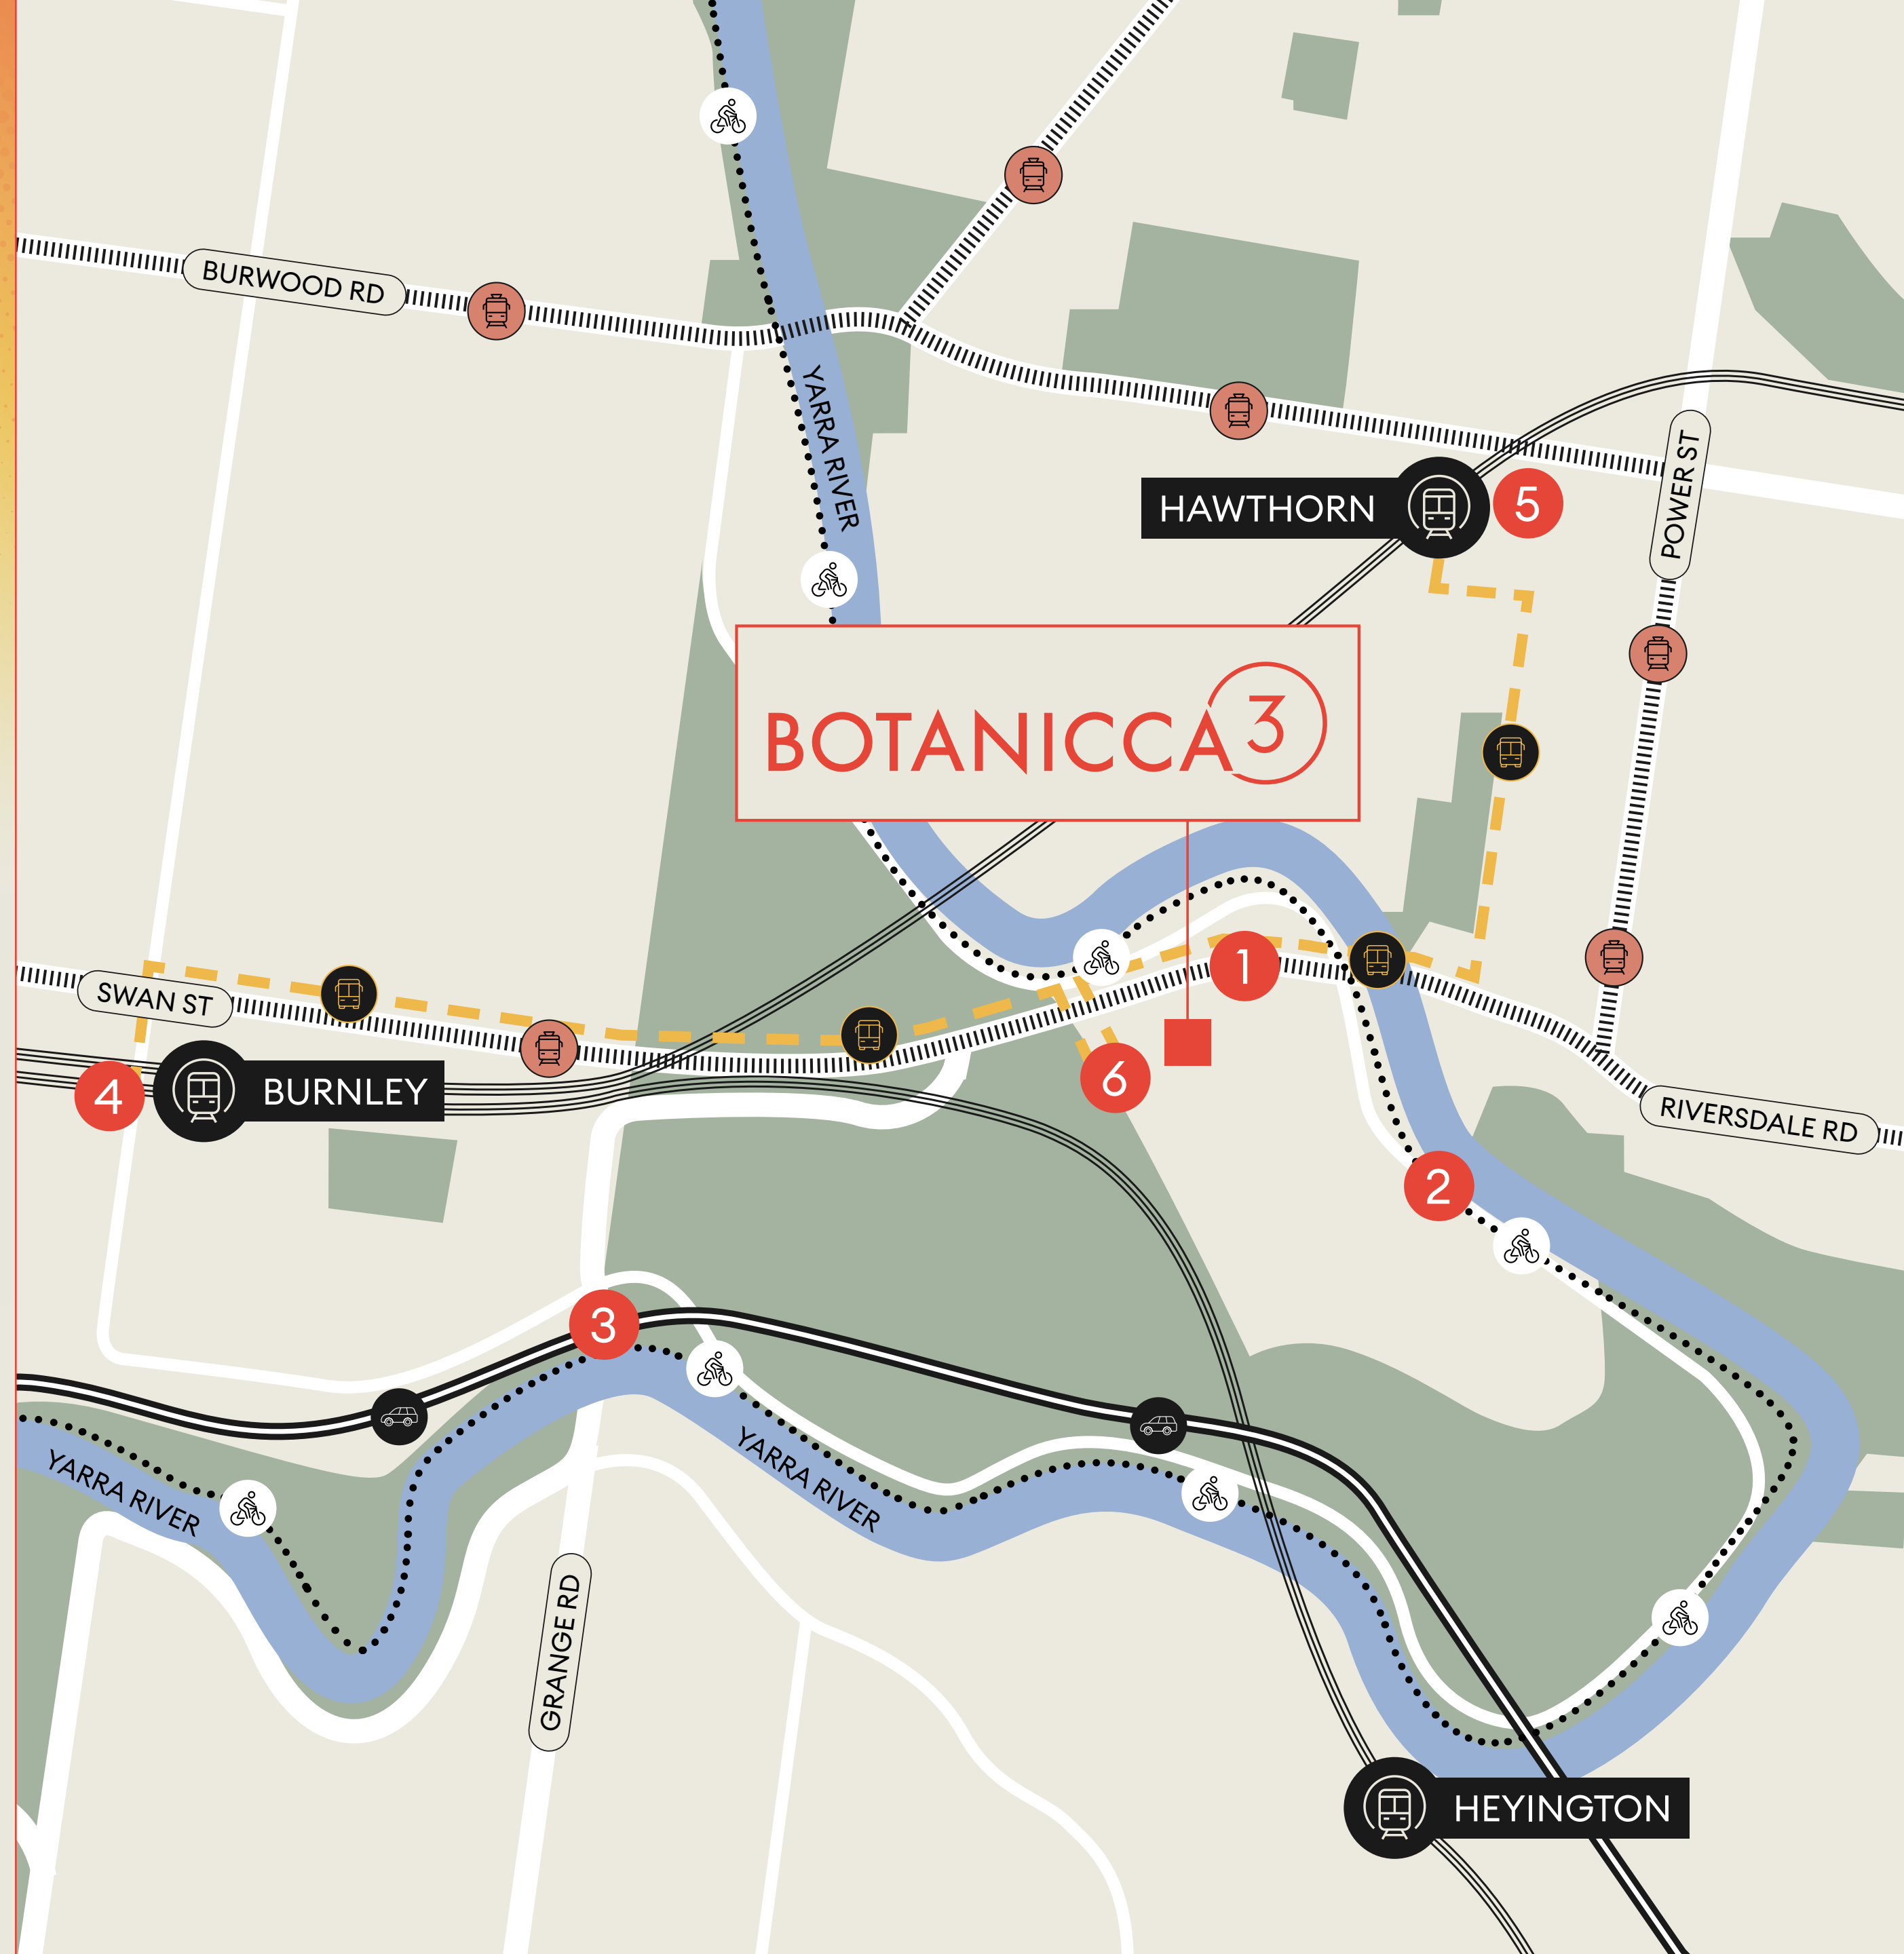 BURWOOD RD
YARRA RIVER
HAWTHORN
5
POWER ST
BOTANICCA 3
SWAN ST
1
4
BURNLEY
6
RIVERSDALE RD
2
3
YARRA RIVER
YARRA RIVER
GRANGE RD
HEYINGTON